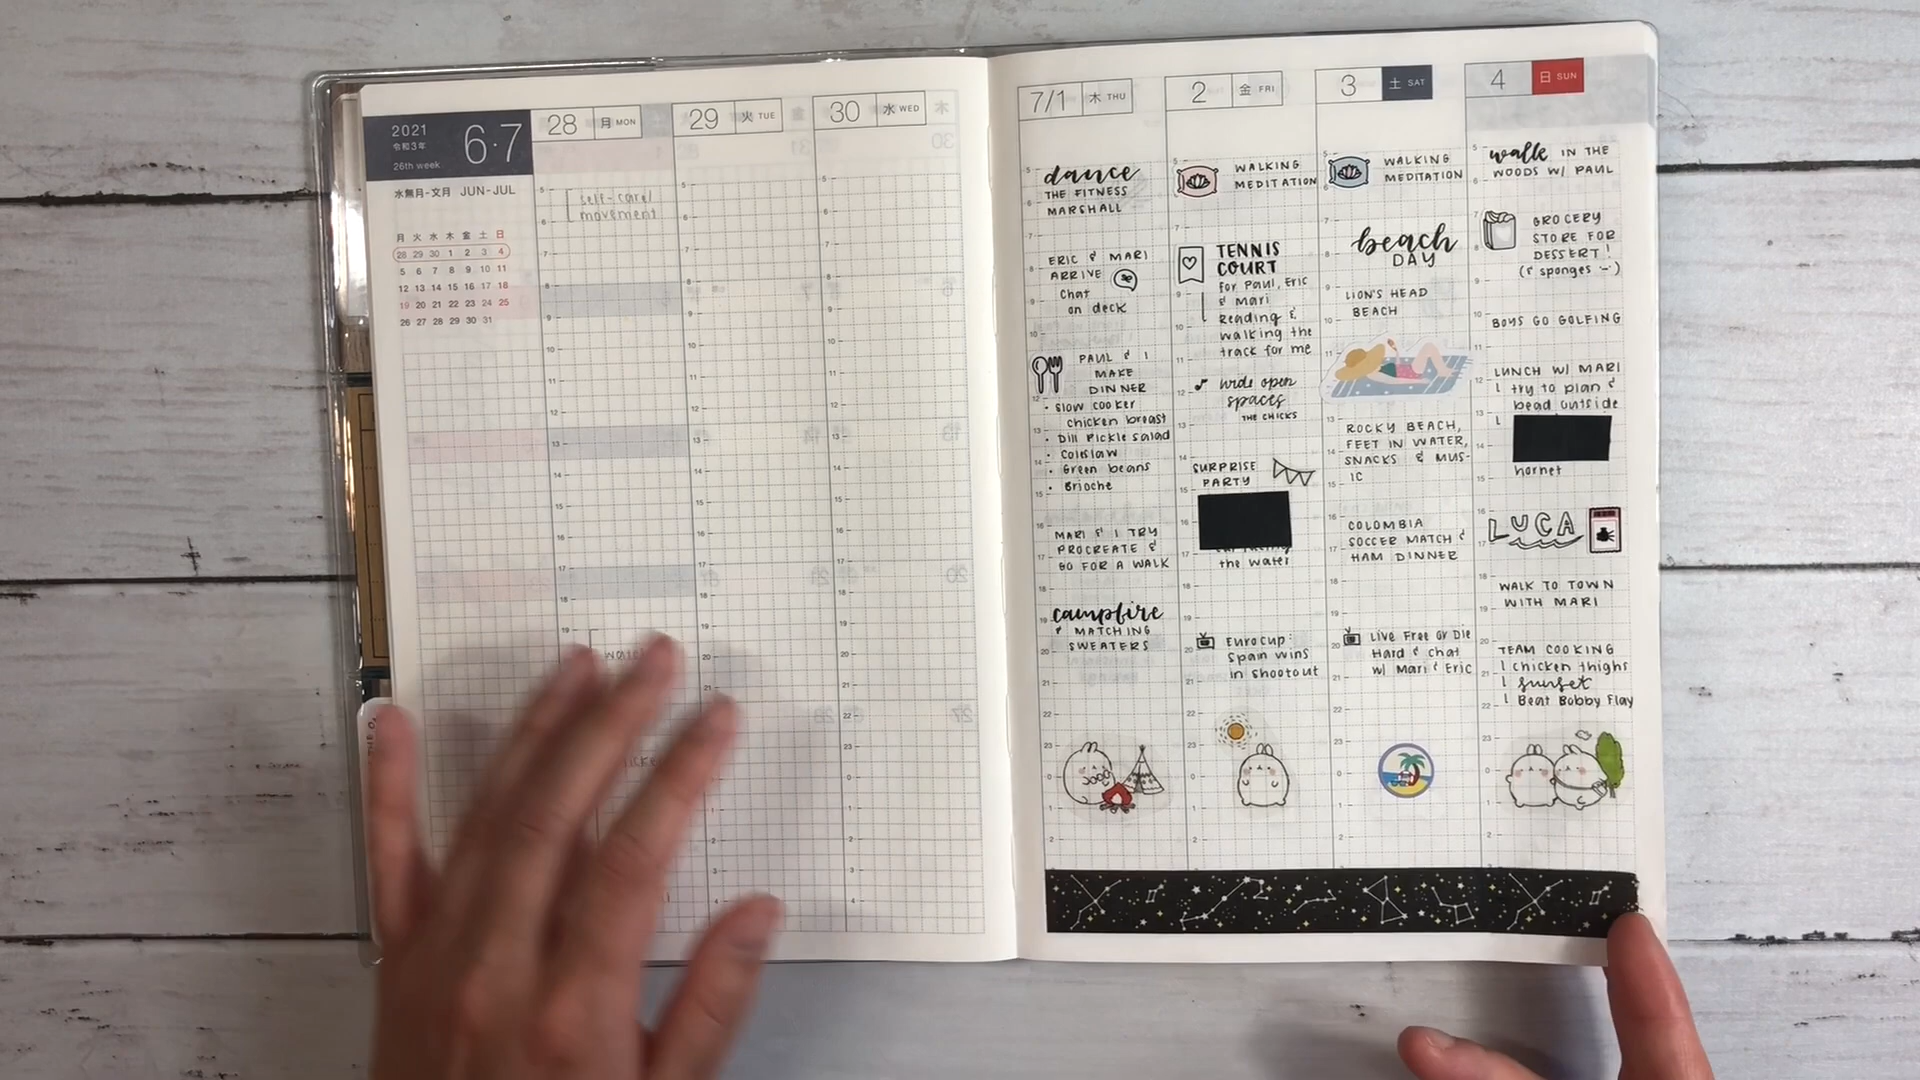 2021
令和3年
26th week
6·7
水無月-文月 JUN-JUL
月 火 水 木 金 土 日
28 29 30 1 2 3 4
5 6 7 8 9 10 11
12 13 14 15 16 17 18
19 20 21 22 23 24 25
26 27 28 29 30 31
28 月 MON
self-care/
movement
29 火 TUE
30 水 WED
7/1 木 THU
dance
THE FITNESS
MARSHALL
ERIC & MARI
ARRIVE
Chat
on deck
PAUL & I
MAKE
DINNER
• Slow cooker
chicken breast
• Dill Pickle salad
• Coleslaw
• Green beans
• Brioche
MARI & I TRY
PROCREATE &
GO FOR A WALK
campfire
& MATCHING
SWEATERS
2 金 FRI
WALKING
MEDITATION
TENNIS
COURT
for Paul, Eric
& Mari
Reading &
walking the
track for me
wide open
spaces
THE CHICKS
SURPRISE
PARTY
the water
Eurocup:
Spain wins
in shootout
3 土 SAT
WALKING
MEDITATION
beach
DAY
LION'S HEAD
BEACH
ROCKY BEACH,
FEET IN WATER,
SNACKS & MUS-
IC
COLOMBIA
SOCCER MATCH &
HAM DINNER
Live Free or Die
Hard & chat
w/ Mari & Eric
4 日 SUN
walk IN THE
WOODS W/ PAUL
GROCERY
STORE FOR
DESSERT!
(& sponges)
BOYS GO GOLFING
LUNCH W/ MARI
try to plan &
bead outside
hornet
LUCA
WALK TO TOWN
WITH MARI
TEAM COOKING
chicken thighs
sunset
Beat Bobby Flay